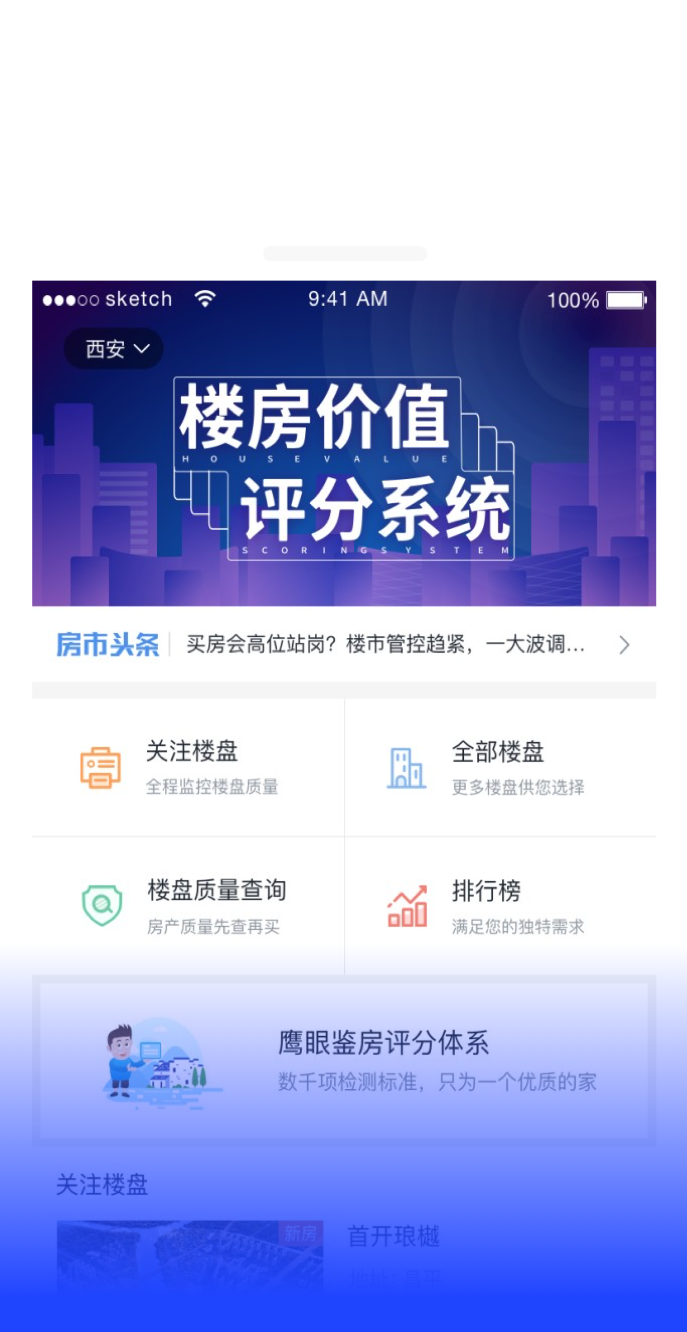 sketch 9:41 AM 100%
西安
楼房价值
HOUSEVALUE
评分系统
SCORINGSYSTEM
房市头条 买房会高位站岗?楼市管控趋紧,一大波调...
关注楼盘 全部楼盘
全程监控楼盘质量 更多楼盘供您选择
楼盘质量查询 排行榜
房产质量先查再买 满足您的独特需求
鹰眼鉴房评分体系
数千项检测标准,只为一个优质的家
关注楼盘
新房 首开琅樾
地址: 昌平